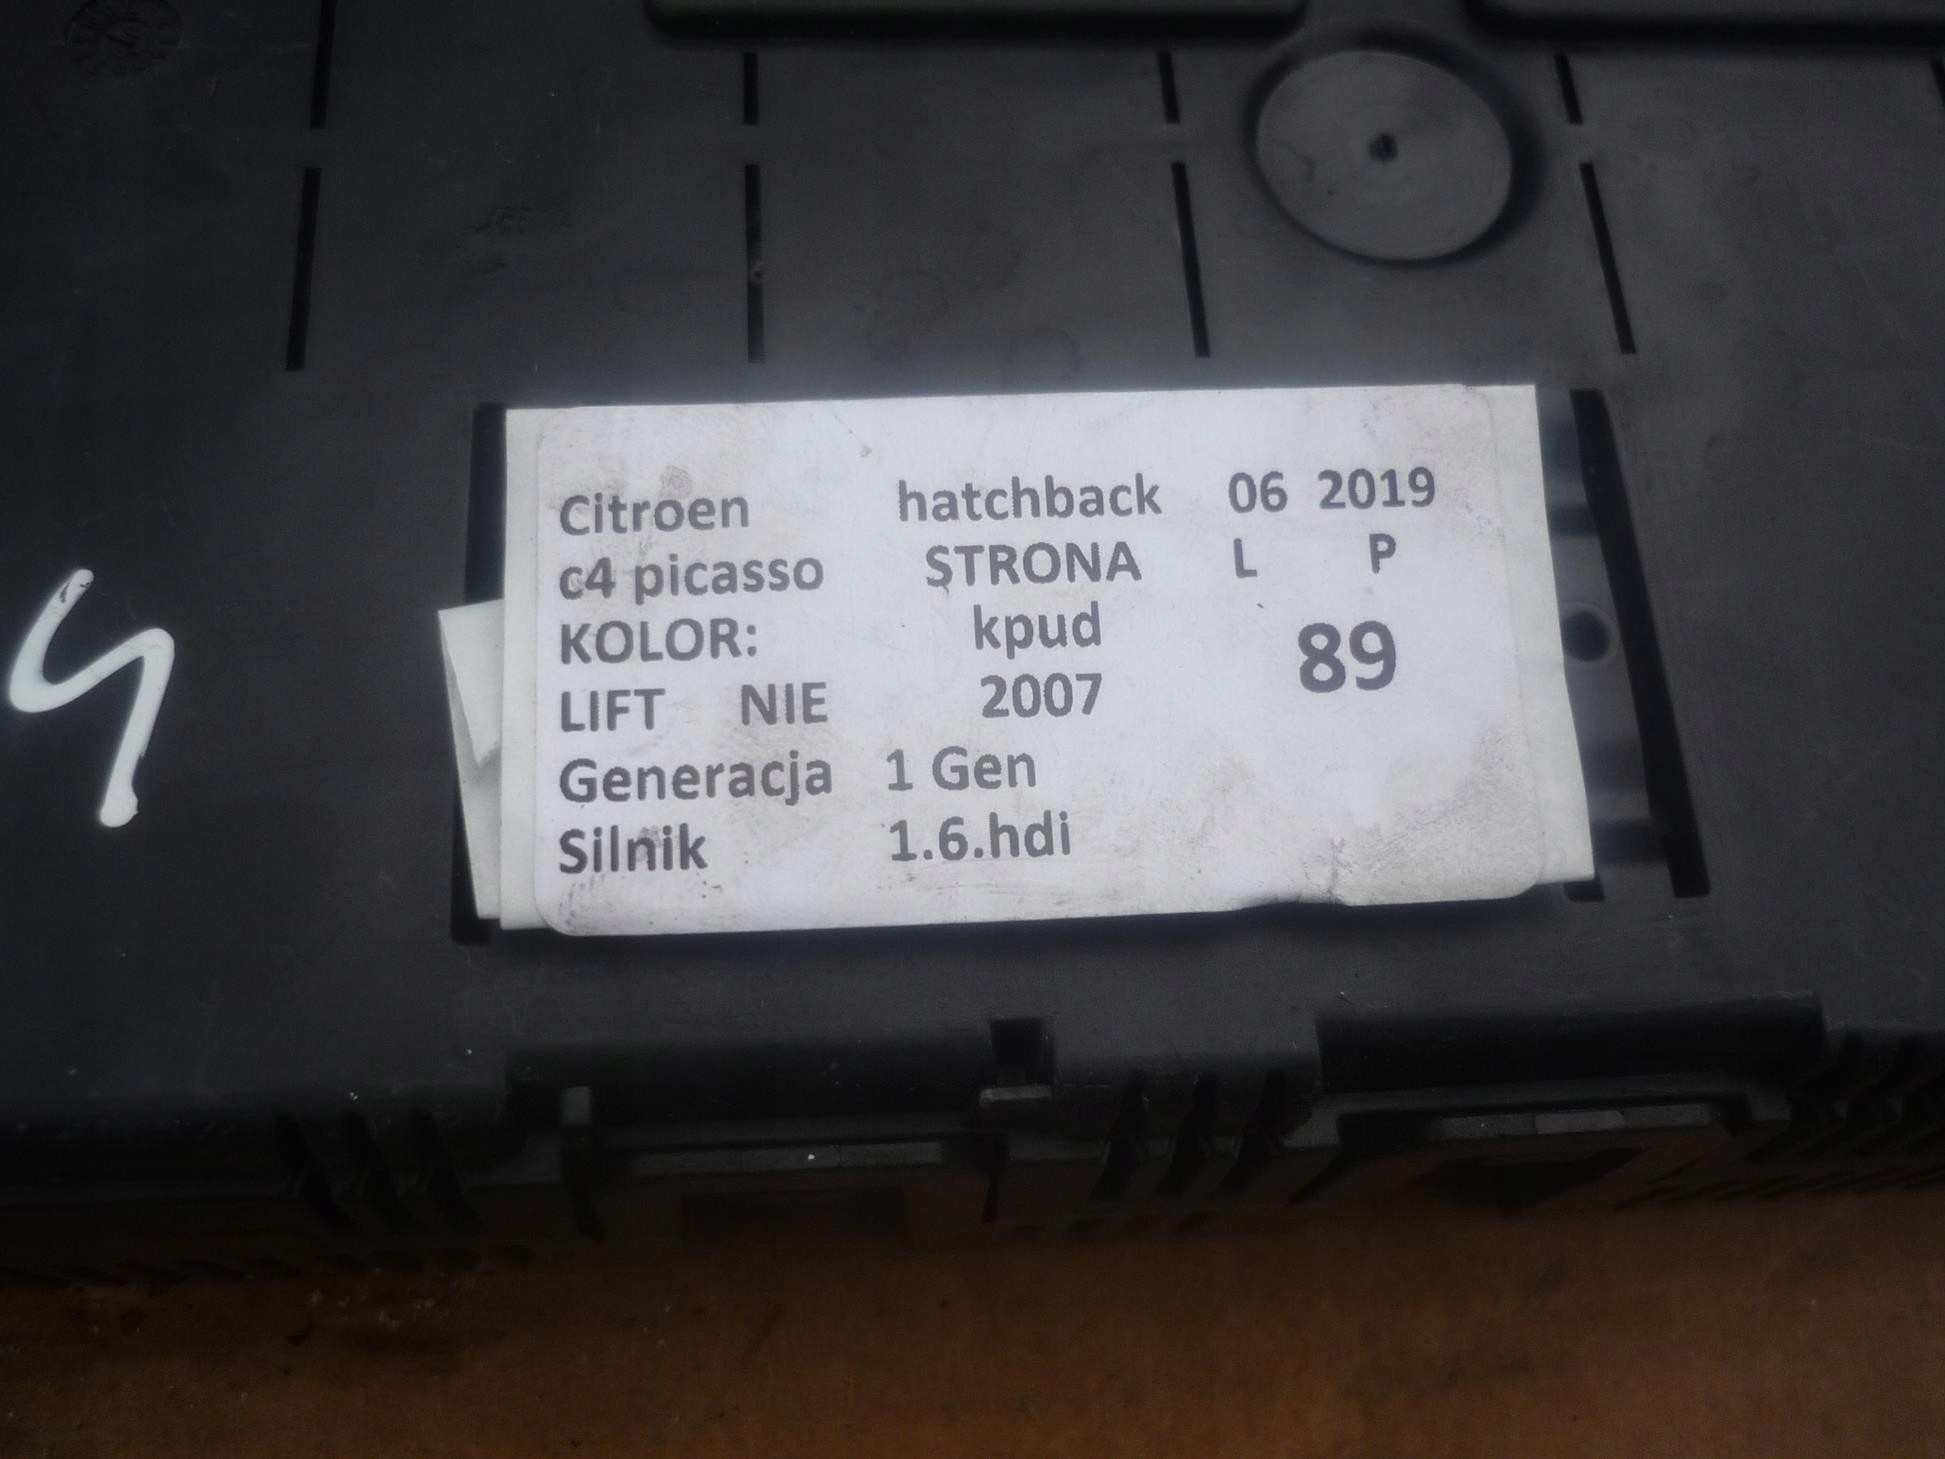 Citroen hatchback 06 2019
c4 picasso STRONA L P
KOLOR: kpud
89
LIFT NIE 2007
Generacja 1 Gen
Silnik 1.6.hdi